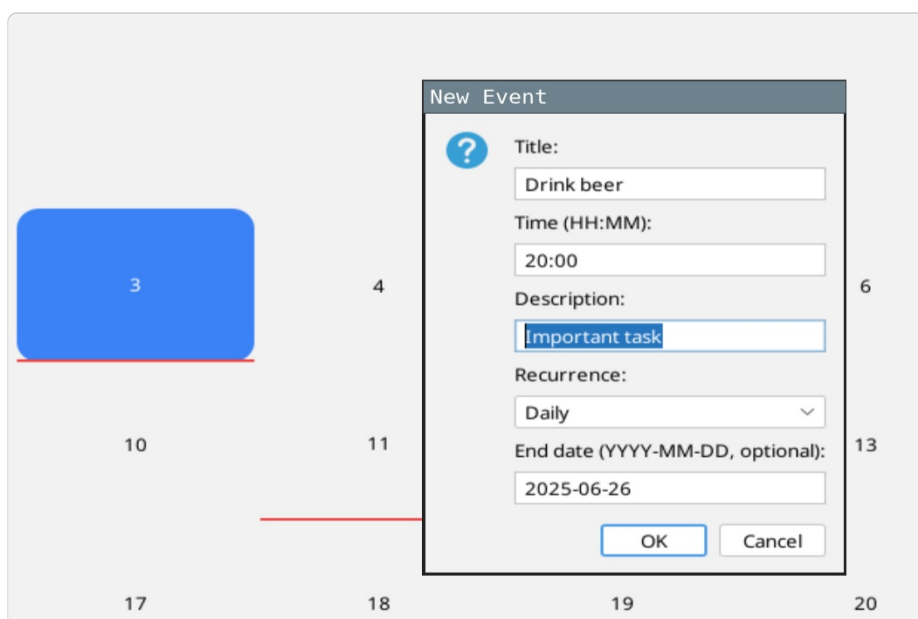 New Event
Title:
Drink beer
Time (HH:MM):
20:00
Description:
Important task
Recurrence:
Daily
End date (YYYY-MM-DD, optional):
2025-06-26
OK Cancel
3 4 6
10 11 13
17 18 19 20